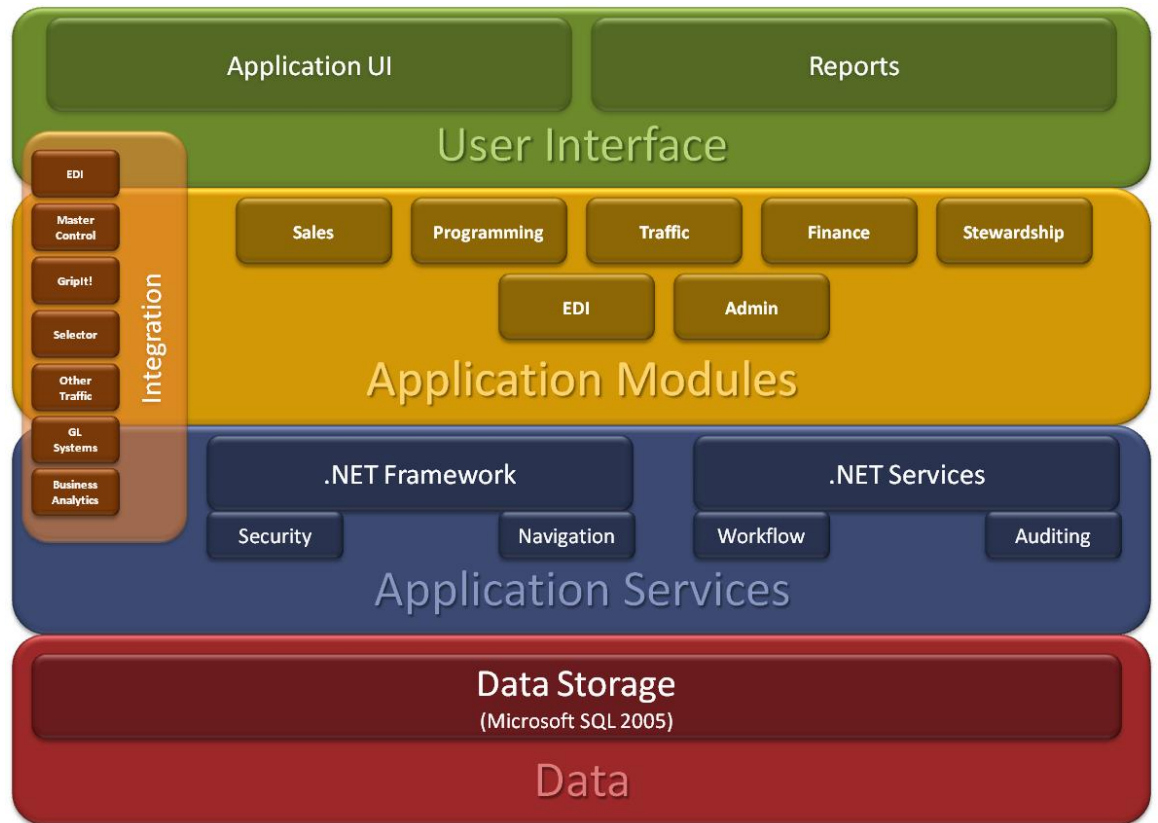 Application UI
Reports
User Interface
EDI
Master
Control
GripIt!
Selector
Other
Traffic
GL
Systems
Business
Analytics
Integration
Sales
Programming
Traffic
Finance
Stewardship
EDI
Admin
Application Modules
.NET Framework
.NET Services
Security
Navigation
Workflow
Auditing
Application Services
Data Storage
(Microsoft SQL 2005)
Data